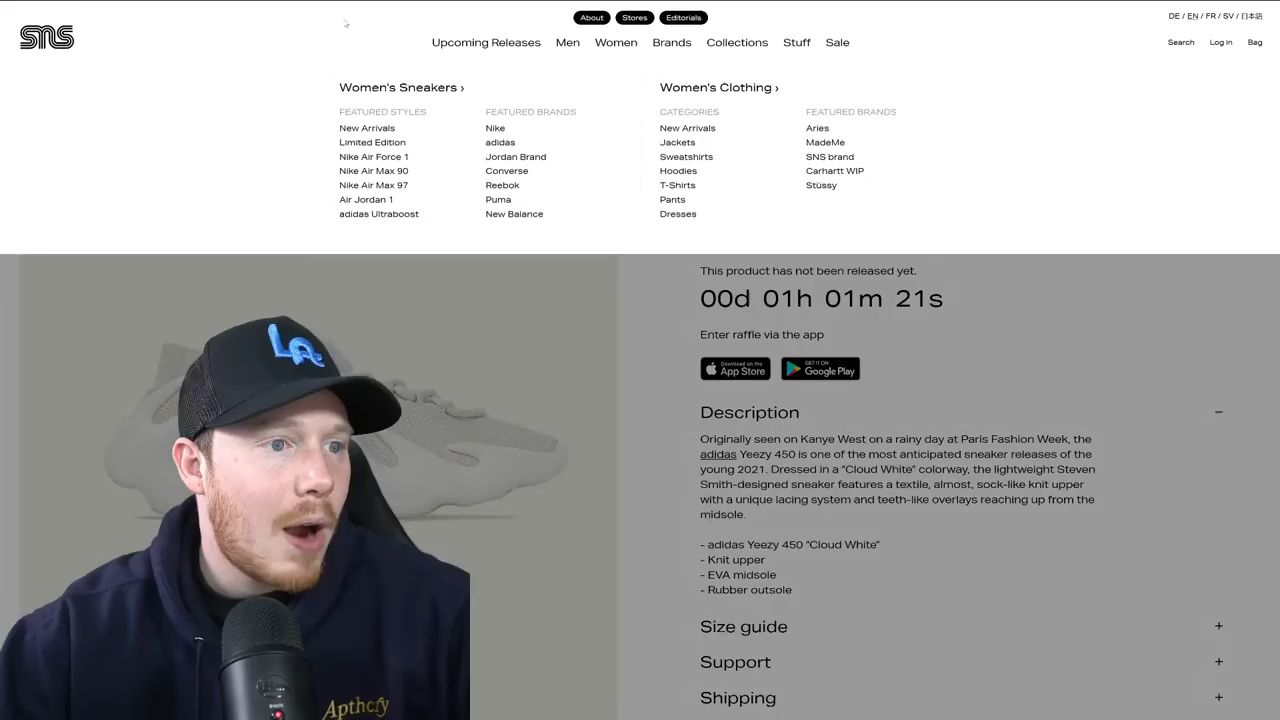 About Stores Editorials
DE / EN / FR / SV / 日本語
sns
Upcoming Releases Men Women Brands Collections Stuff Sale
Search Log in Bag
Women's Sneakers ›
FEATURED STYLES
New Arrivals
Limited Edition
Nike Air Force 1
Nike Air Max 90
Nike Air Max 97
Air Jordan 1
adidas Ultraboost
FEATURED BRANDS
Nike
adidas
Jordan Brand
Converse
Reebok
Puma
New Balance
Women's Clothing ›
CATEGORIES
New Arrivals
Jackets
Sweatshirts
Hoodies
T-Shirts
Pants
Dresses
FEATURED BRANDS
Aries
MadeMe
SNS brand
Carhartt WIP
Stüssy
This product has not been released yet.
00d 01h 01m 21s
Enter raffle via the app
Download on the
App Store
GET IT ON
Google Play
Description
Originally seen on Kanye West on a rainy day at Paris Fashion Week, the
adidas Yeezy 450 is one of the most anticipated sneaker releases of the
young 2021. Dressed in a "Cloud White" colorway, the lightweight Steven
Smith-designed sneaker features a textile, almost, sock-like knit upper
with a unique lacing system and teeth-like overlays reaching up from the
midsole.
- adidas Yeezy 450 "Cloud White"
- Knit upper
- EVA midsole
- Rubber outsole
Size guide
Support
Shipping
LA